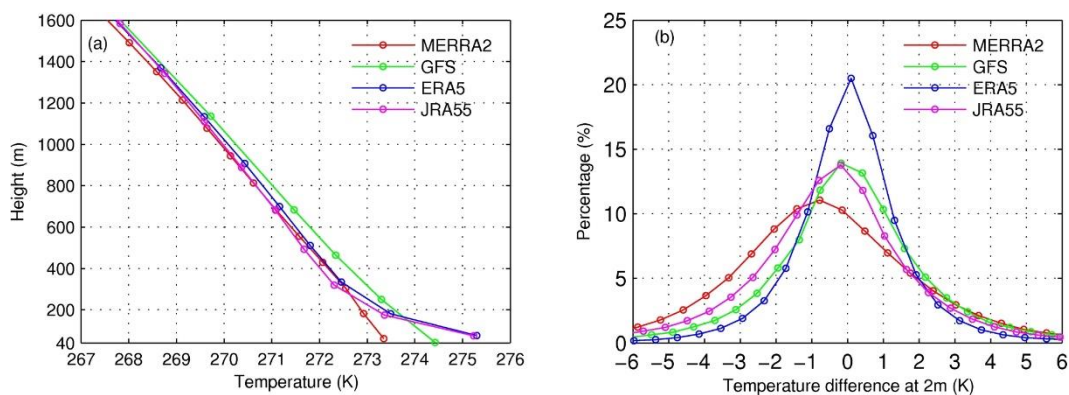 (a)
MERRA2
GFS
ERA5
JRA55
1600
1400
1200
1000
800
600
400
200
40
Height (m)
267 268 269 270 271 272 273 274 275 276
Temperature (K)
(b)
MERRA2
GFS
ERA5
JRA55
25
20
15
10
5
0
Percentage (%)
−6 −5 −4 −3 −2 −1 0 1 2 3 4 5 6
Temperature difference at 2m (K)